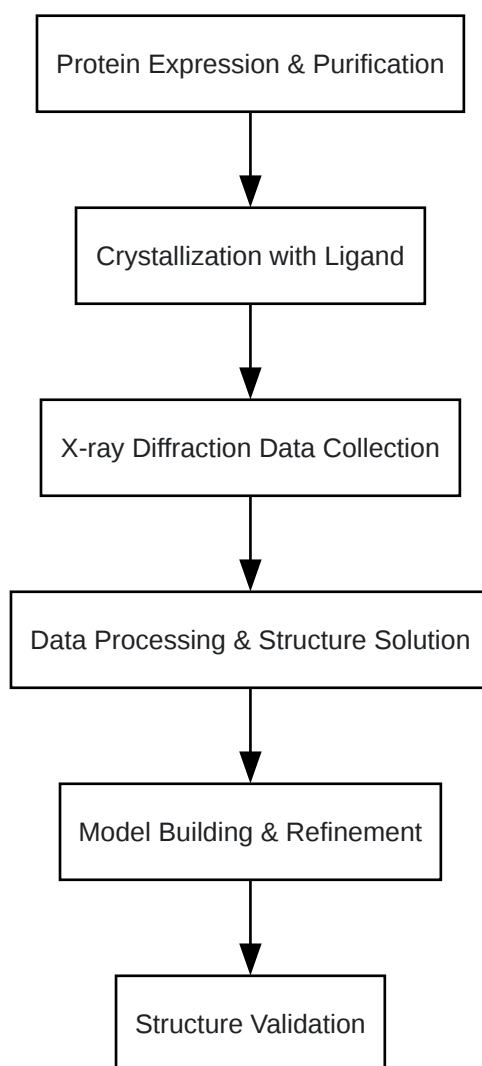 Protein Expression & Purification
Crystallization with Ligand
X-ray Diffraction Data Collection
Data Processing & Structure Solution
Model Building & Refinement
Structure Validation